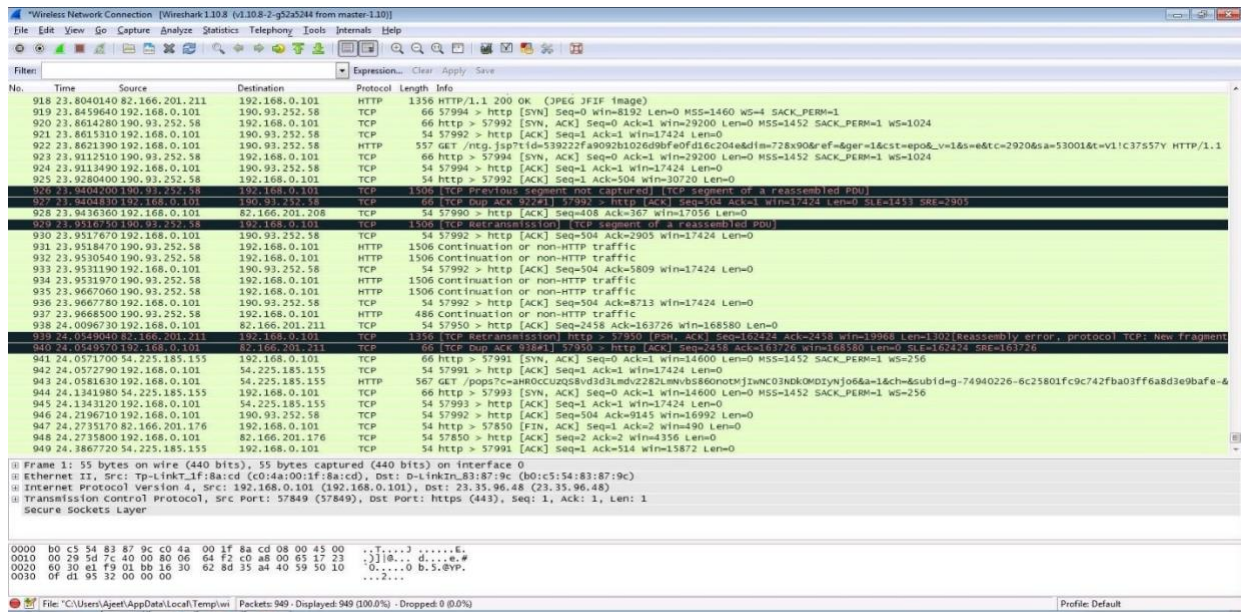 *Wireless Network Connection [Wireshark 1.10.8 (v1.10.8-2-g52a5244 from master-1.10)]
File Edit View Go Capture Analyze Statistics Telephony Tools Internals Help
Filter: Expression... Clear Apply Save
No. Time Source Destination Protocol Length Info
918 23.8040140 82.166.201.211 192.168.0.101 HTTP 1356 HTTP/1.1 200 OK (JPEG JFIF image)
919 23.8459640 192.168.0.101 190.93.252.58 TCP 66 57994 > http [SYN] Seq=0 Win=8192 Len=0 MSS=1460 WS=4 SACK_PERM=1
920 23.8614280 190.93.252.58 192.168.0.101 TCP 66 http > 57992 [SYN, ACK] Seq=0 Ack=1 Win=29200 Len=0 MSS=1452 SACK_PERM=1 WS=1024
921 23.8615310 192.168.0.101 190.93.252.58 TCP 54 57992 > http [ACK] Seq=1 Ack=1 Win=17424 Len=0
922 23.8621390 192.168.0.101 190.93.252.58 HTTP 557 GET /ntg.jsp?tid=539222fa9092b1026d9bfe0fd16c204e&dim=728x90&ref=&ger=1&cst=epo&_v=1&s=e&tc=2920&sa=53001&t=V1!C37S57Y HTTP/1.1
923 23.9112510 190.93.252.58 192.168.0.101 TCP 66 http > 57994 [SYN, ACK] Seq=0 Ack=1 Win=29200 Len=0 MSS=1452 SACK_PERM=1 WS=1024
924 23.9113490 192.168.0.101 190.93.252.58 TCP 54 57994 > http [ACK] Seq=1 Ack=1 Win=17424 Len=0
925 23.9280400 190.93.252.58 192.168.0.101 TCP 54 http > 57992 [ACK] Seq=1 Ack=504 Win=30720 Len=0
926 23.9404200 190.93.252.58 192.168.0.101 TCP 1506 [TCP Previous segment not captured] [TCP segment of a reassembled PDU]
927 23.9404830 192.168.0.101 190.93.252.58 TCP 66 [TCP Dup ACK 922#1] 57992 > http [ACK] Seq=504 Ack=1 Win=17424 Len=0 SLE=1453 SRE=2905
928 23.9436360 192.168.0.101 82.166.201.208 TCP 54 57990 > http [ACK] Seq=408 Ack=367 Win=17056 Len=0
929 23.9516750 190.93.252.58 192.168.0.101 TCP 1506 [TCP Retransmission] [TCP segment of a reassembled PDU]
930 23.9517670 192.168.0.101 190.93.252.58 TCP 54 57992 > http [ACK] Seq=504 Ack=2905 Win=17424 Len=0
931 23.9518470 190.93.252.58 192.168.0.101 HTTP 1506 Continuation or non-HTTP traffic
932 23.9530540 190.93.252.58 192.168.0.101 HTTP 1506 Continuation or non-HTTP traffic
933 23.9531190 192.168.0.101 190.93.252.58 TCP 54 57992 > http [ACK] Seq=504 Ack=5809 Win=17424 Len=0
934 23.9531970 190.93.252.58 192.168.0.101 HTTP 1506 Continuation or non-HTTP traffic
935 23.9667060 190.93.252.58 192.168.0.101 HTTP 1506 Continuation or non-HTTP traffic
936 23.9667780 192.168.0.101 190.93.252.58 TCP 54 57992 > http [ACK] Seq=504 Ack=8713 Win=17424 Len=0
937 23.9668500 190.93.252.58 192.168.0.101 HTTP 486 Continuation or non-HTTP traffic
938 24.0096730 192.168.0.101 82.166.201.211 TCP 54 57950 > http [ACK] Seq=2458 Ack=163726 Win=168580 Len=0
939 24.0549040 82.166.201.211 192.168.0.101 TCP 1356 [TCP Retransmission] http > 57950 [PSH, ACK] Seq=162424 Ack=2458 Win=19968 Len=1302[Reassembly error, protocol TCP: New fragment
940 24.0549570 192.168.0.101 82.166.201.211 TCP 66 [TCP Dup ACK 938#1] 57950 > http [ACK] Seq=2458 Ack=163726 Win=168580 Len=0 SLE=162424 SRE=163726
941 24.0571700 54.225.185.155 192.168.0.101 TCP 66 http > 57991 [SYN, ACK] Seq=0 Ack=1 Win=14600 Len=0 MSS=1452 SACK_PERM=1 WS=256
942 24.0572790 192.168.0.101 54.225.185.155 TCP 54 57991 > http [ACK] Seq=1 Ack=1 Win=17424 Len=0
943 24.0581630 192.168.0.101 54.225.185.155 HTTP 567 GET
944 24.1341980 54.225.185.155 192.168.0.101 TCP 66 http > 57993 [SYN, ACK] Seq=0 Ack=1 Win=14600 Len=0 MSS=1452 SACK_PERM=1 WS=256
945 24.1343120 192.168.0.101 54.225.185.155 TCP 54 57993 > http [ACK] Seq=1 Ack=1 Win=17424 Len=0
946 24.2196710 192.168.0.101 190.93.252.58 TCP 54 57992 > http [ACK] Seq=504 Ack=9145 Win=16992 Len=0
947 24.2735170 82.166.201.176 192.168.0.101 TCP 54 http > 57850 [FIN, ACK] Seq=1 Ack=2 Win=490 Len=0
948 24.2735800 192.168.0.101 82.166.201.176 TCP 54 57850 > http [ACK] Seq=2 Ack=2 Win=4356 Len=0
949 24.3867720 54.225.185.155 192.168.0.101 TCP 54 http > 57991 [ACK] Seq=1 Ack=514 Win=15872 Len=0
Frame 1: 55 bytes on wire (440 bits), 55 bytes captured (440 bits) on interface 0
Ethernet II, Src: Tp-LinkT_1f:8a:cd (c0:4a:00:1f:8a:cd), Dst: D-LinkIn_83:87:9c (b0:c5:54:83:87:9c)
Internet Protocol Version 4, Src: 192.168.0.101 (192.168.0.101), Dst: 23.35.96.48 (23.35.96.48)
Transmission Control Protocol, Src Port: 57849 (57849), Dst Port: https (443), Seq: 1, Ack: 1, Len: 1
Secure Sockets Layer
0000 b0 c5 54 83 87 9c c0 4a 00 1f 8a cd 08 00 45 00 ..T....J ......E.
0010 00 29 5d 7c 40 00 80 06 64 f2 c0 a8 00 65 17 23 .)]|@... d....e.#
0020 60 30 e1 f9 01 bb 16 30 62 8d 35 a4 40 59 50 10 `0.....0 b.5.@YP.
0030 0f d1 95 32 00 00 00 ...2...
File: "C:\Users\Ajeet\AppData\Local\Temp\wi Packets: 949 · Displayed: 949 (100.0%) · Dropped: 0 (0.0%) Profile: Default